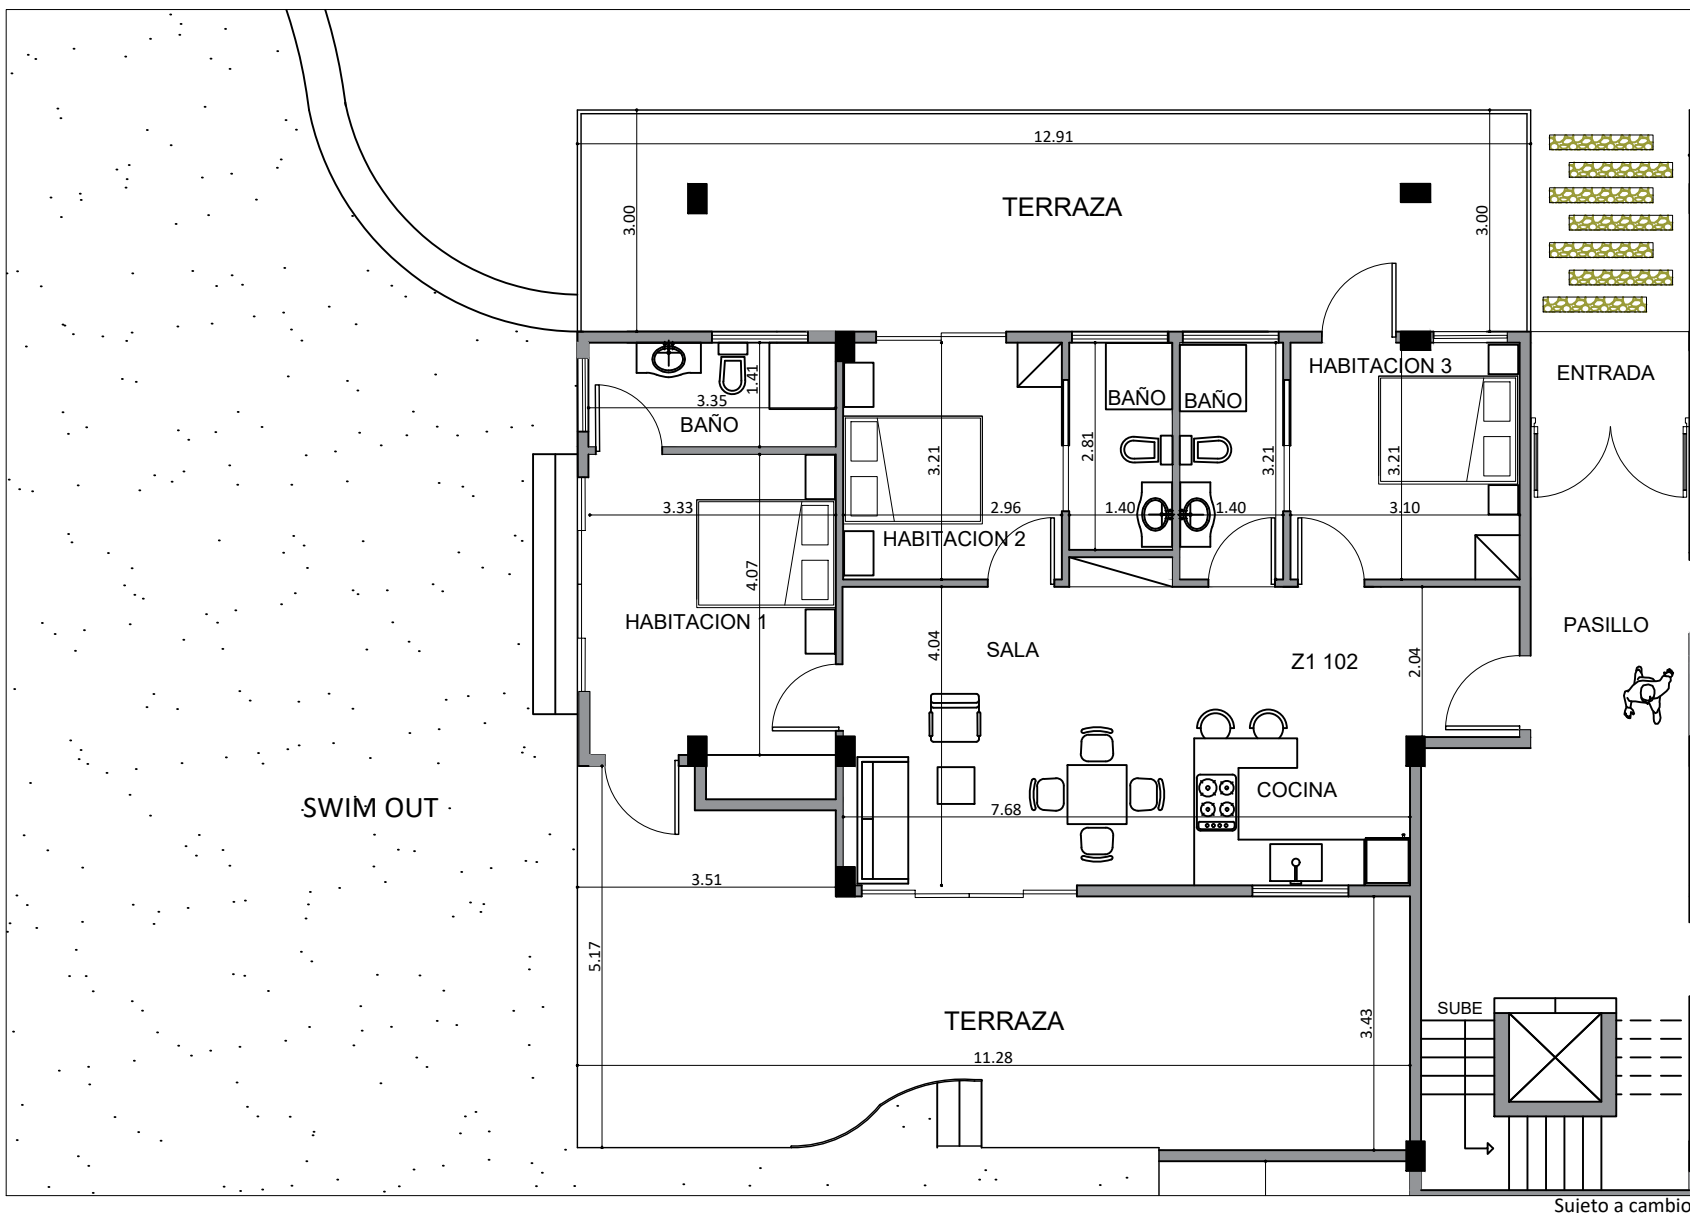 12.91
TERRAZA
3.00
3.00
HABITACION 3
ENTRADA
1.41
3.35
BAÑO
BAÑO
BAÑO
3.21
2.81
3.21
3.21
3.33
2.96
1.40
1.40
3.10
HABITACION 2
4.07
HABITACION 1
4.04
SALA
Z1 102
2.04
PASILLO
COCINA
SWIM OUT
7.68
3.51
5.17
TERRAZA
3.43
SUBE
11.28
Sujeto a cambio